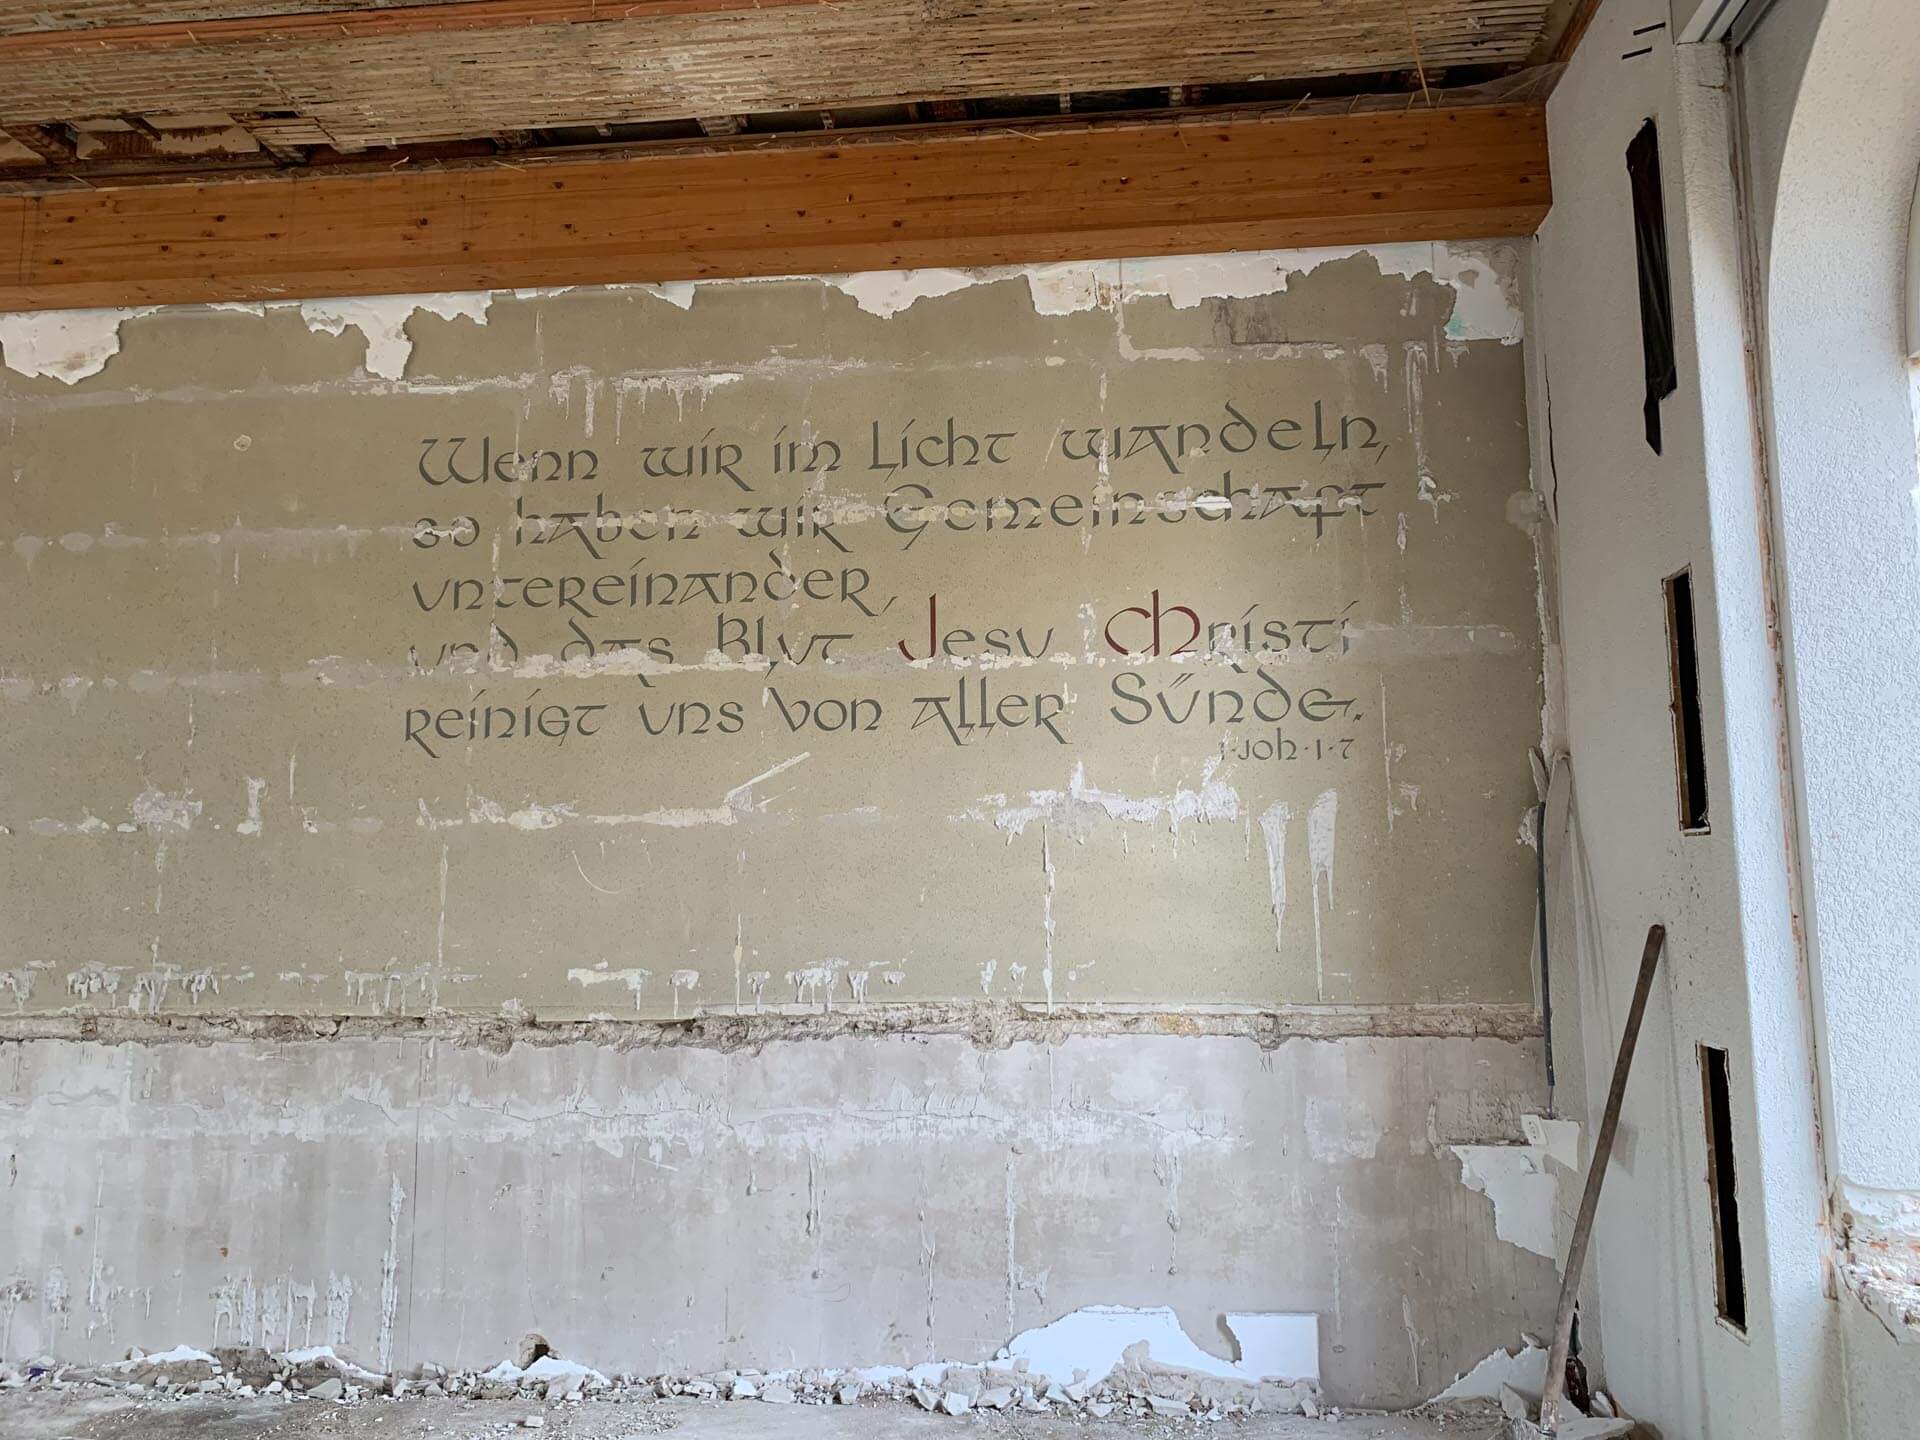 Wenn wir im Licht wandeln,
so haben wir Gemeinschaft
untereinander,
und das Blut Jesu Christi
reinigt uns von aller Sünde.
1·Joh·1·7